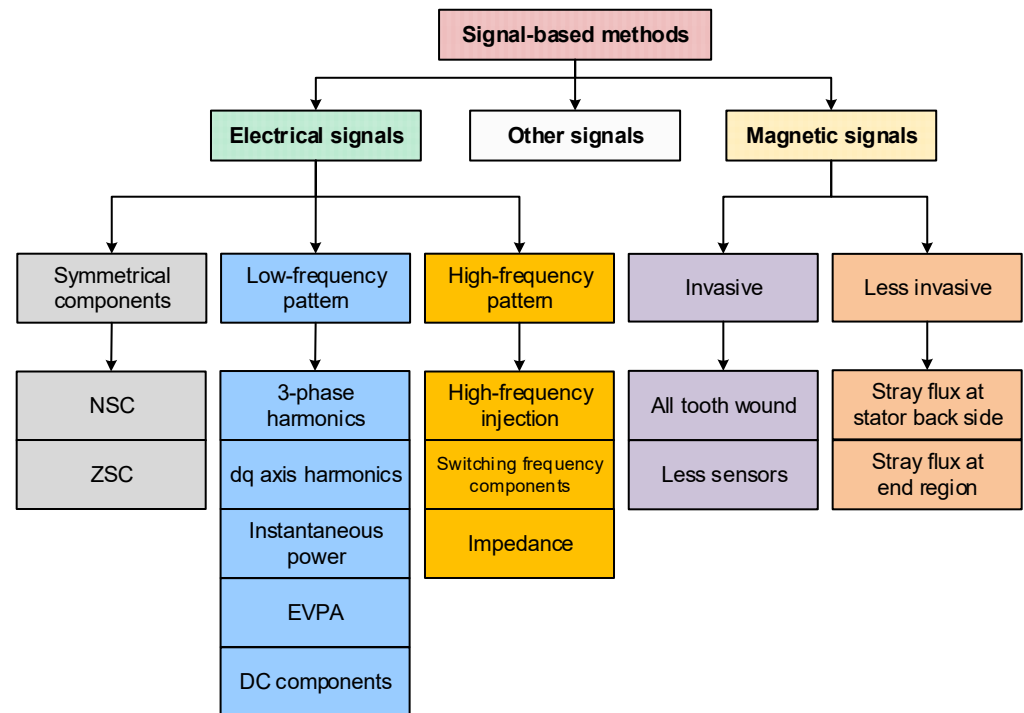 Signal-based methods
Electrical signals
Other signals
Magnetic signals
Symmetrical
components
Low-frequency
pattern
High-frequency
pattern
Invasive
Less invasive
NSC
ZSC
3-phase
harmonics
dq axis harmonics
Instantaneous
power
EVPA
DC components
High-frequency
injection
Switching frequency
components
Impedance
All tooth wound
Less sensors
Stray flux at
stator back side
Stray flux at
end region